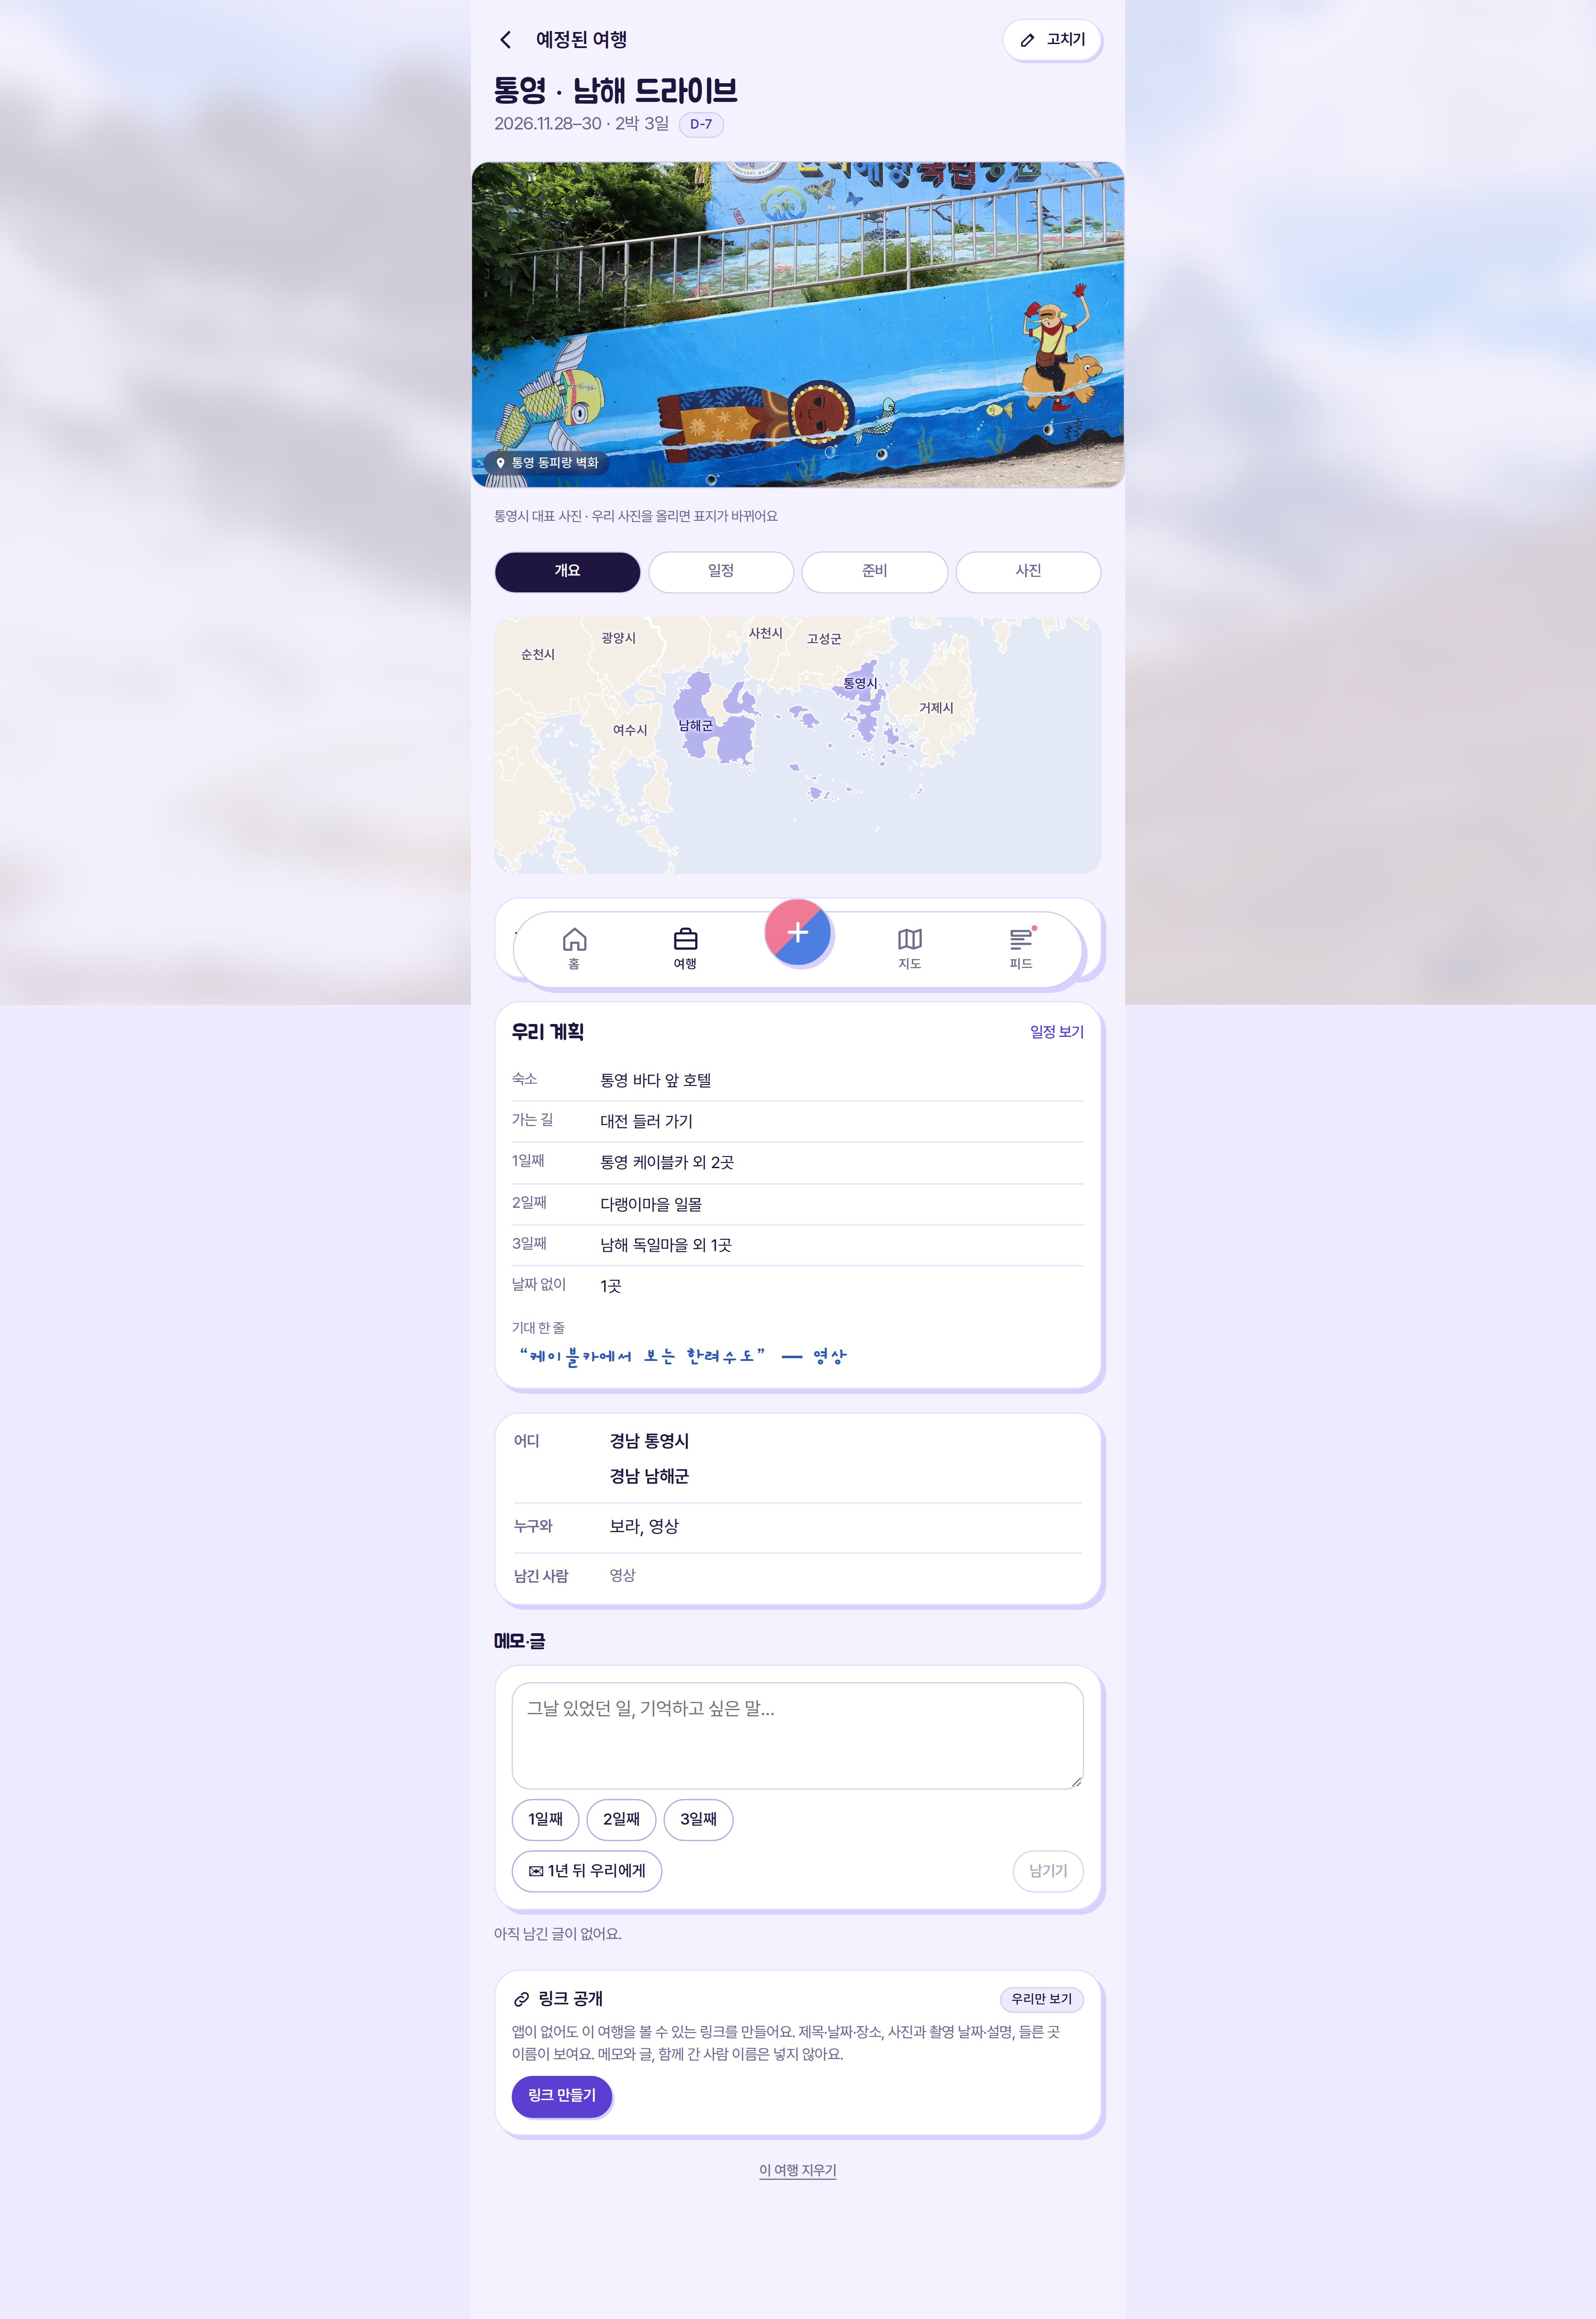 예정된 여행
고치기
통영 · 남해 드라이브
2026.11.28–30 · 2박 3일 D-7
통영 동피랑 벽화
통영시 대표 사진 · 우리 사진을 올리면 표지가 바뀌어요
개요 일정 준비 사진
순천시 광양시 사천시 고성군
통영시
거제시
여수시 남해군
홈 여행 지도 피드
우리 계획 일정 보기
숙소 통영 바다 앞 호텔
가는 길 대전 들러 가기
1일째 통영 케이블카 외 2곳
2일째 다랭이마을 일몰
3일째 남해 독일마을 외 1곳
날짜 없이 1곳
기대 한 줄
“케이블카에서 보는 한려수도” — 영상
어디 경남 통영시
경남 남해군
누구와 보라, 영상
남긴 사람 영상
메모·글
그날 있었던 일, 기억하고 싶은 말...
1일째 2일째 3일째
✉ 1년 뒤 우리에게 남기기
아직 남긴 글이 없어요.
링크 공개 우리만 보기
앱이 없어도 이 여행을 볼 수 있는 링크를 만들어요. 제목·날짜·장소, 사진과 촬영 날짜·설명, 들른 곳
이름이 보여요. 메모와 글, 함께 간 사람 이름은 넣지 않아요.
링크 만들기
이 여행 지우기